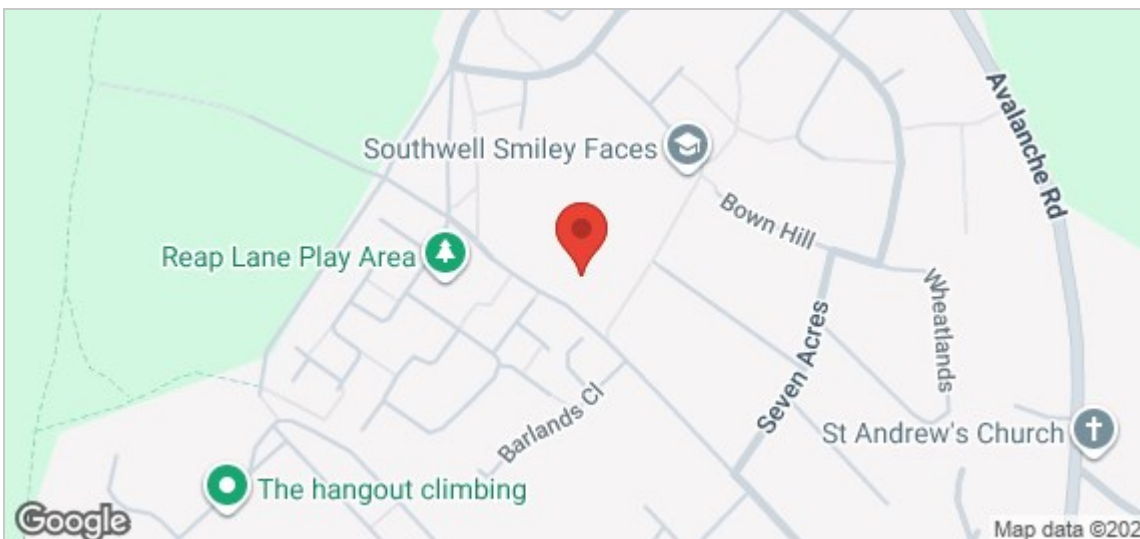 Avalanche Rd
Southwell Smiley Faces
Bown Hill
Reap Lane Play Area
Wheatlands
Seven Acres
Barlands Cl
St Andrew's Church
The hangout climbing
Google
Map data ©202